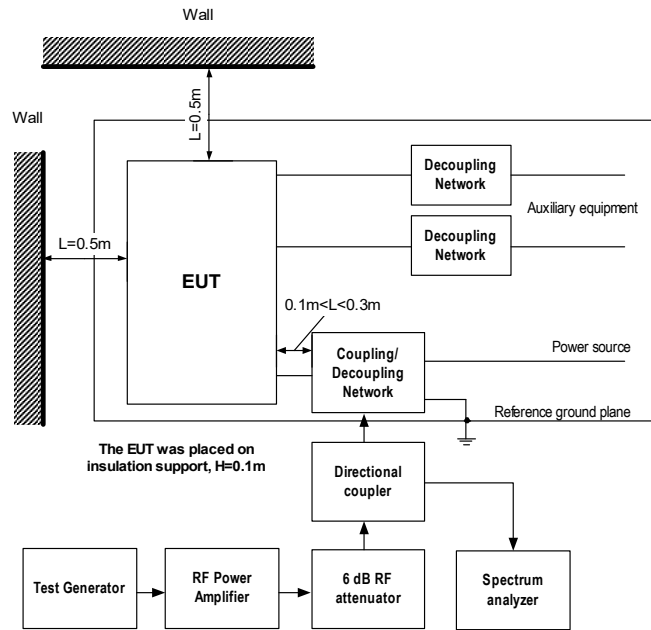 Wall
L=0.5m
Wall
Decoupling
Network
Auxiliary equipment
Decoupling
Network
L=0.5m
EUT
0.1m<L<0.3m
Coupling/
Decoupling
Network
Power source
Reference ground plane
The EUT was placed on
insulation support, H=0.1m
Directional
coupler
Test Generator
RF Power
Amplifier
6 dB RF
attenuator
Spectrum
analyzer